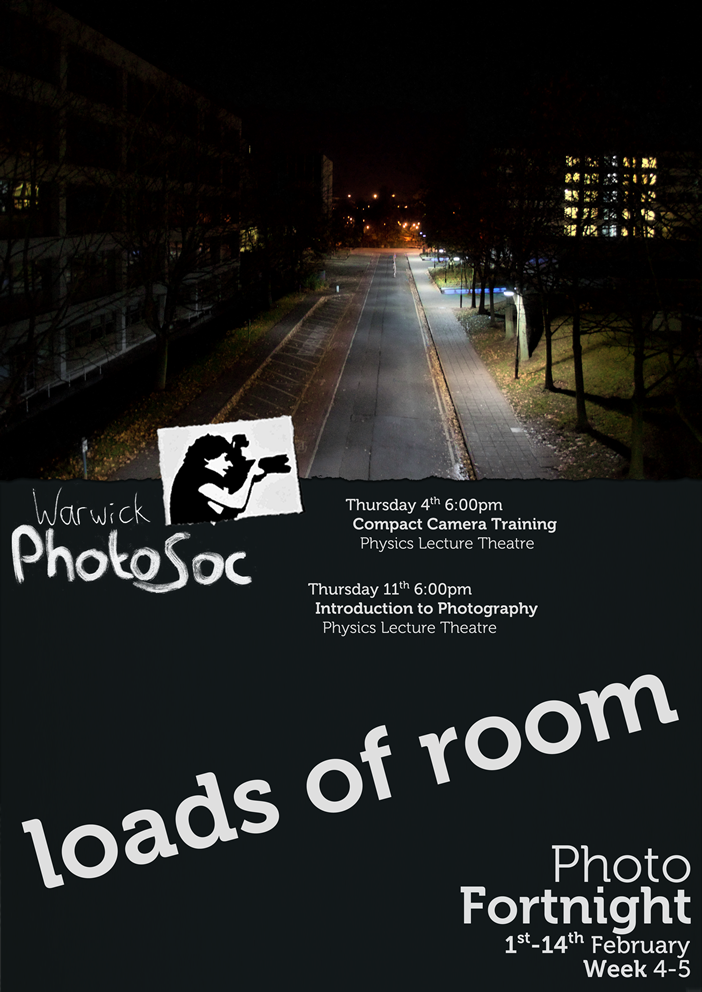 Warwick
PhotoSoc
Thursday 4th 6:00pm
Compact Camera Training
Physics Lecture Theatre
Thursday 11th 6:00pm
Introduction to Photography
Physics Lecture Theatre
loads of room
Photo
Fortnight
1st-14th February
Week 4-5